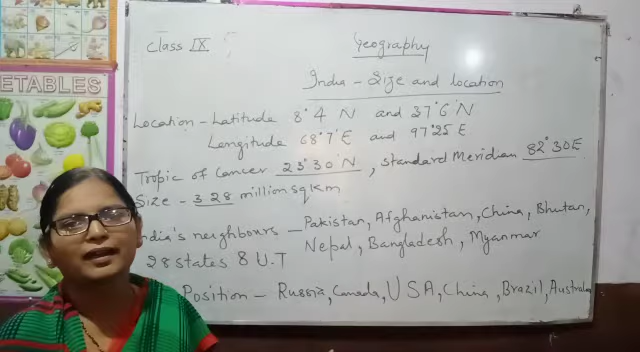 ETABLES
Class IX
Geography
India - Size and location
Location - Latitude 8°4' N and 37°6' N
Longitude 68°7' E and 97°25' E
Tropic of Cancer 23°30' N, Standard Meridian 82°30' E
Size - 3.28 million sq km
ndia's neighbours - Pakistan, Afghanistan, China, Bhutan,
Nepal, Bangladesh, Myanmar
28 states 8 U.T
Position - Russia, Canada, USA, China, Brazil, Australia